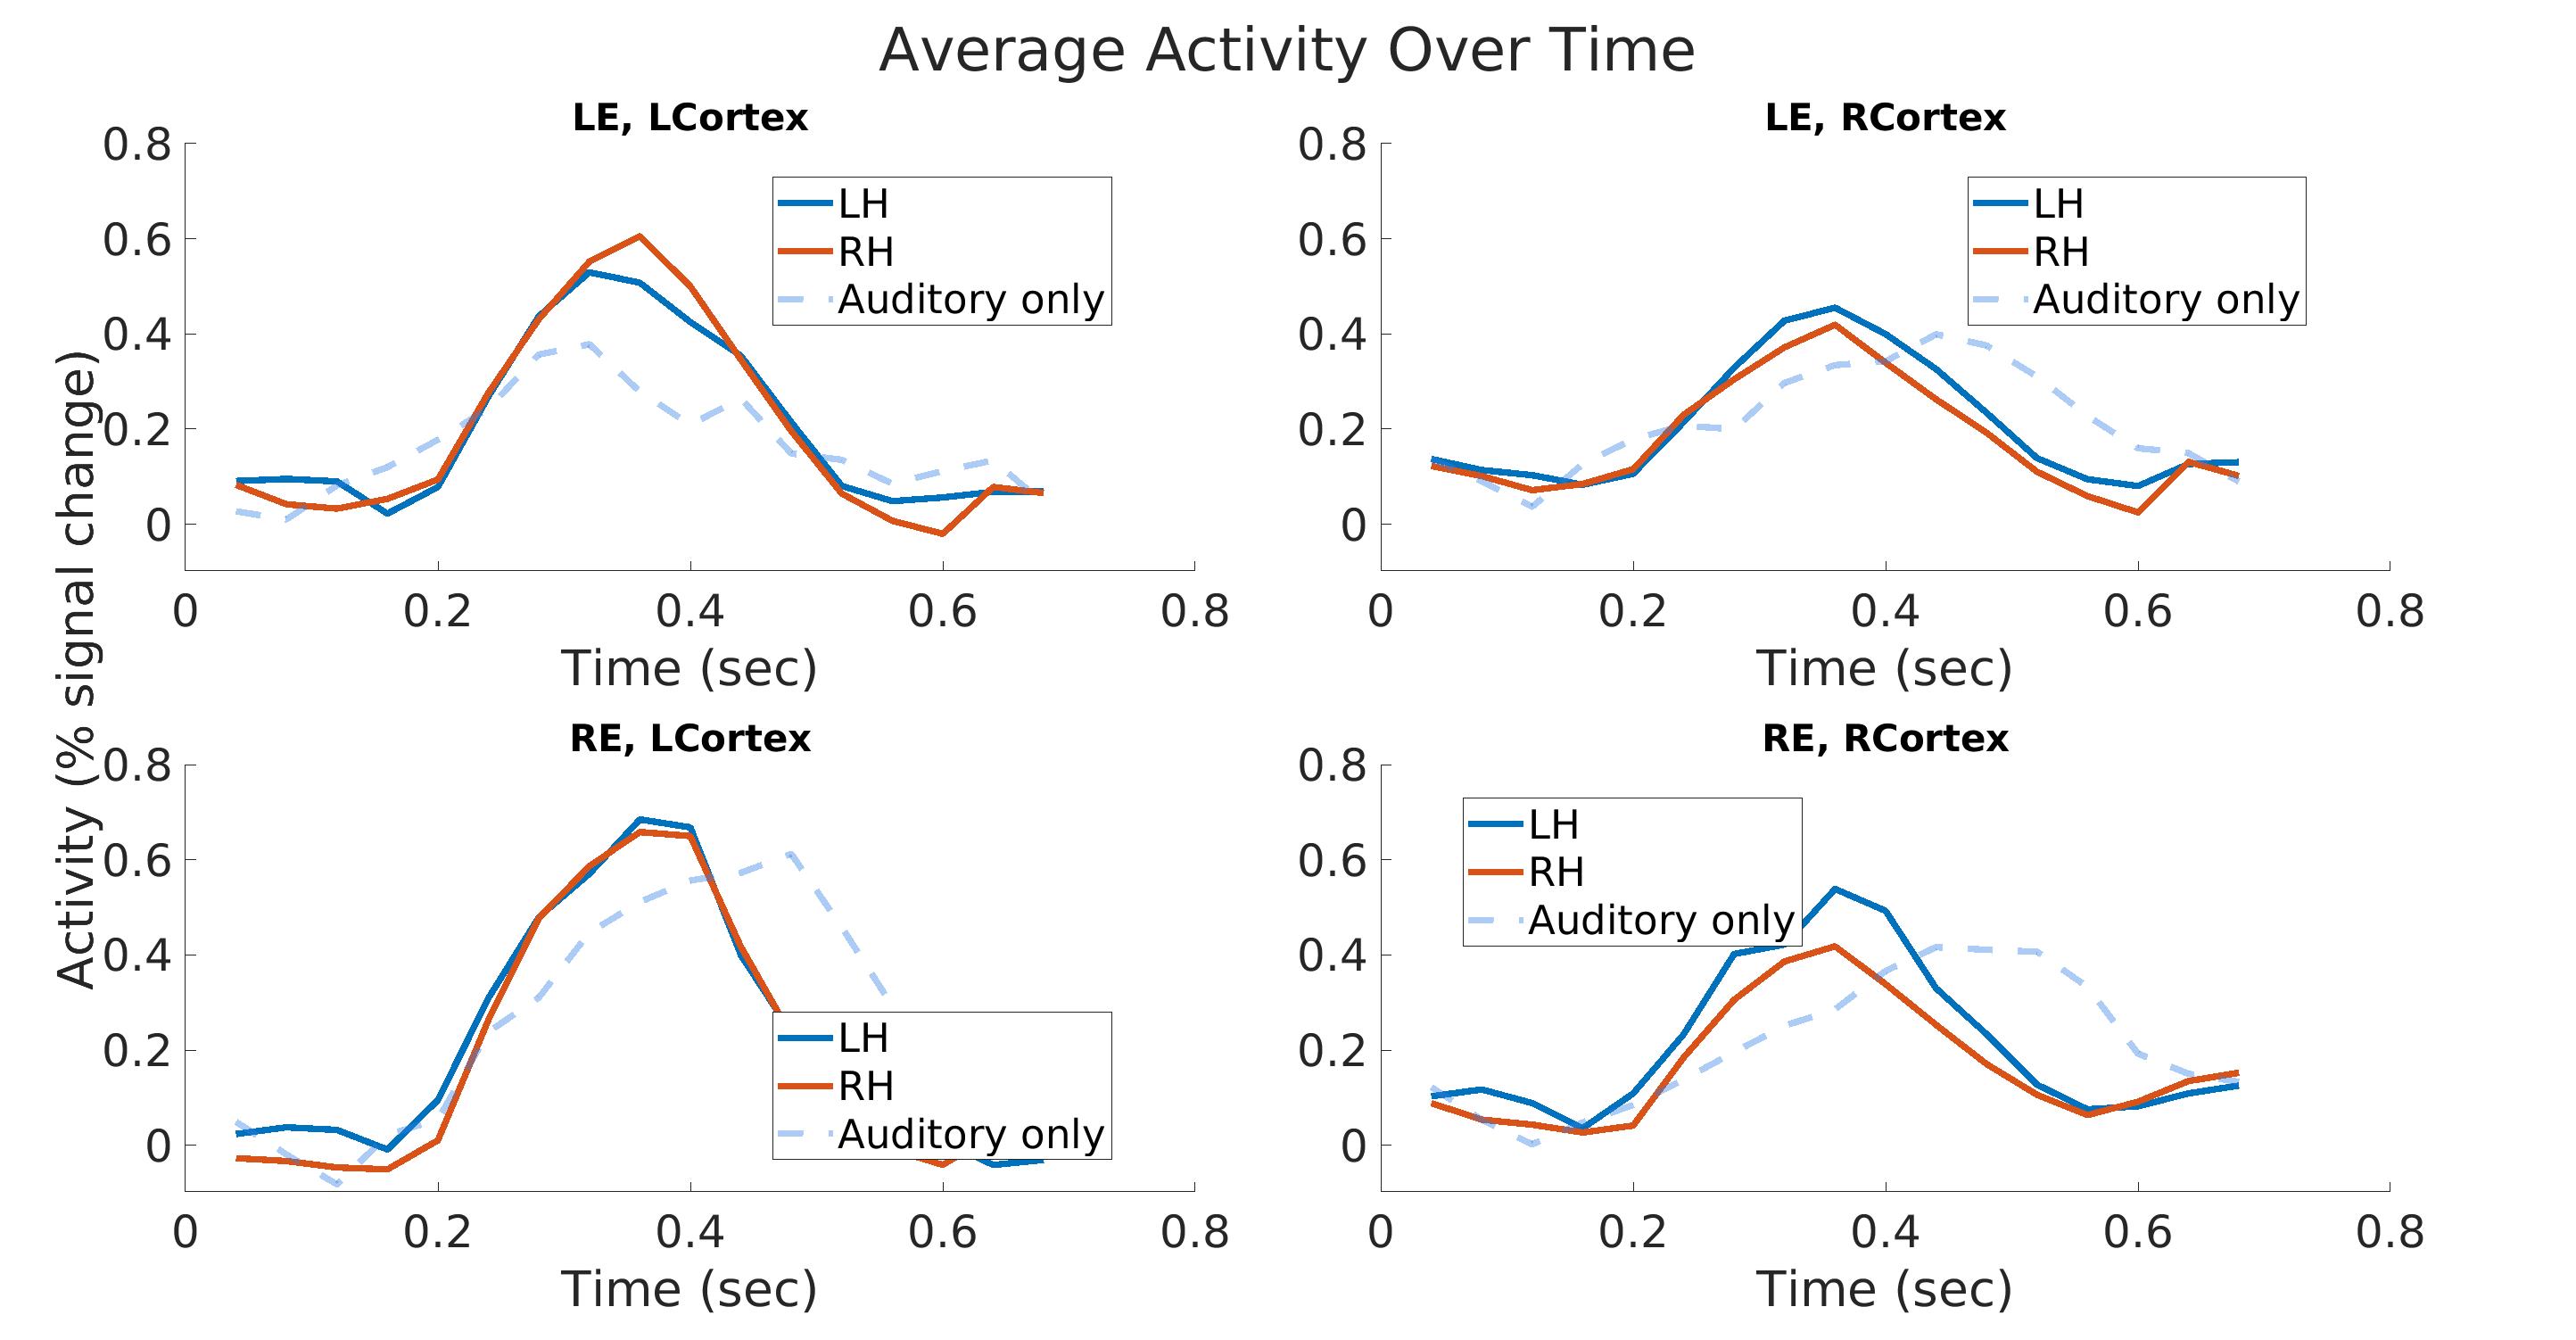 Average Activity Over Time
Activity (% signal change)
LE, LCortex
0.8
0.6
0.4
0.2
0
LH
RH
Auditory only
0 0.2 0.4 0.6 0.8
Time (sec)
LE, RCortex
0.8
0.6
0.4
0.2
0
LH
RH
Auditory only
0 0.2 0.4 0.6 0.8
Time (sec)
RE, LCortex
0.8
0.6
0.4
0.2
0
LH
RH
Auditory only
0 0.2 0.4 0.6 0.8
Time (sec)
RE, RCortex
0.8
0.6
0.4
0.2
0
LH
RH
Auditory only
0 0.2 0.4 0.6 0.8
Time (sec)